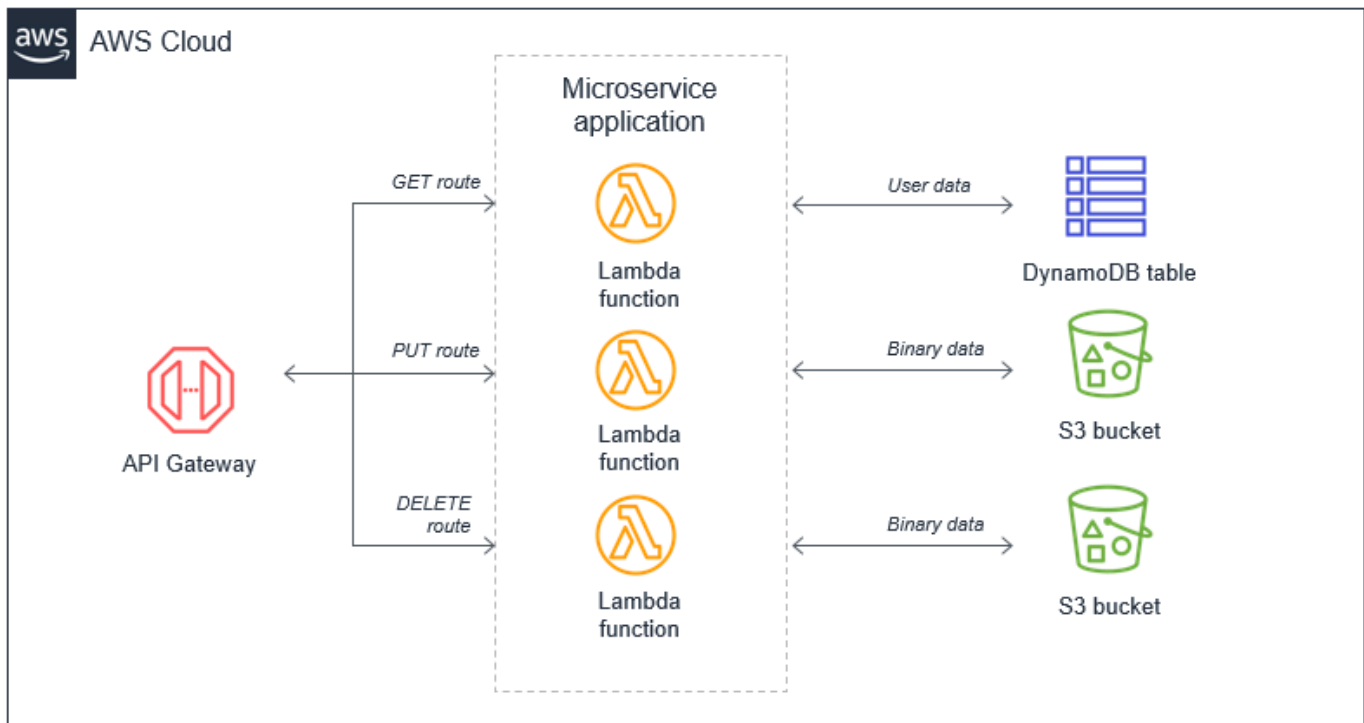 aws
AWS Cloud
Microservice
application
GET route
Lambda
function
User data
DynamoDB table
PUT route
Lambda
function
Binary data
S3 bucket
API Gateway
DELETE
route
Lambda
function
Binary data
S3 bucket